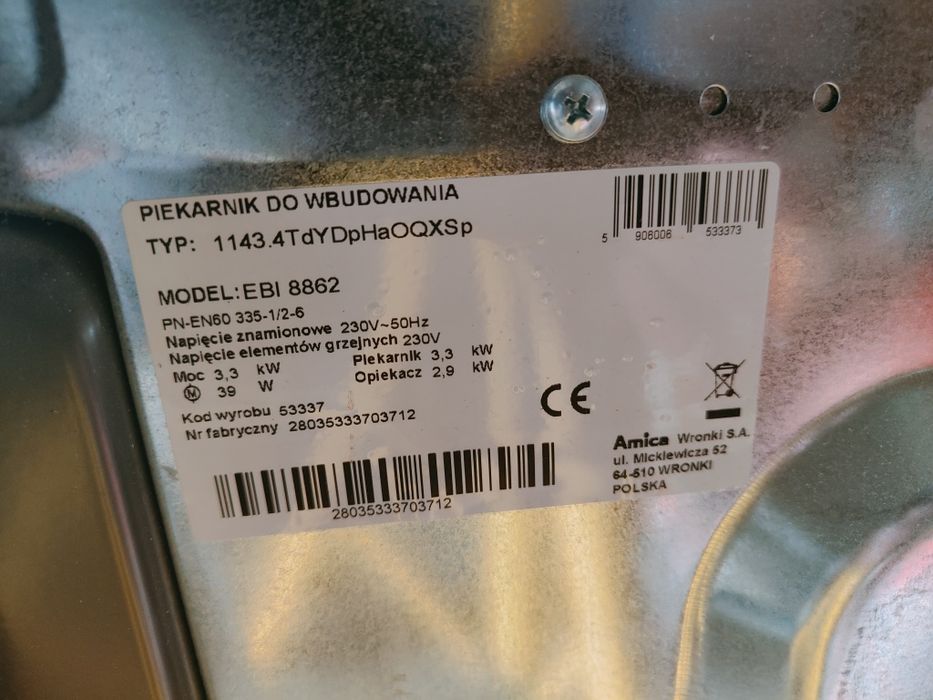 PIEKARNIK DO WBUDOWANIA
TYP: 1143.4TdYDpHaOQXSp
5 906006 533373
MODEL: EBI 8862
PN-EN60 335-1/2-6
Napięcie znamionowe 230V~50Hz
Napięcie elementów grzejnych 230V
Moc 3,3 kW Piekarnik 3,3 kW
M 39 W Opiekacz 2,9 kW
Kod wyrobu 53337
Nr fabryczny 28035333703712
CE
28035333703712
Amica Wronki S.A.
ul. Mickiewicza 52
64-510 WRONKI
POLSKA